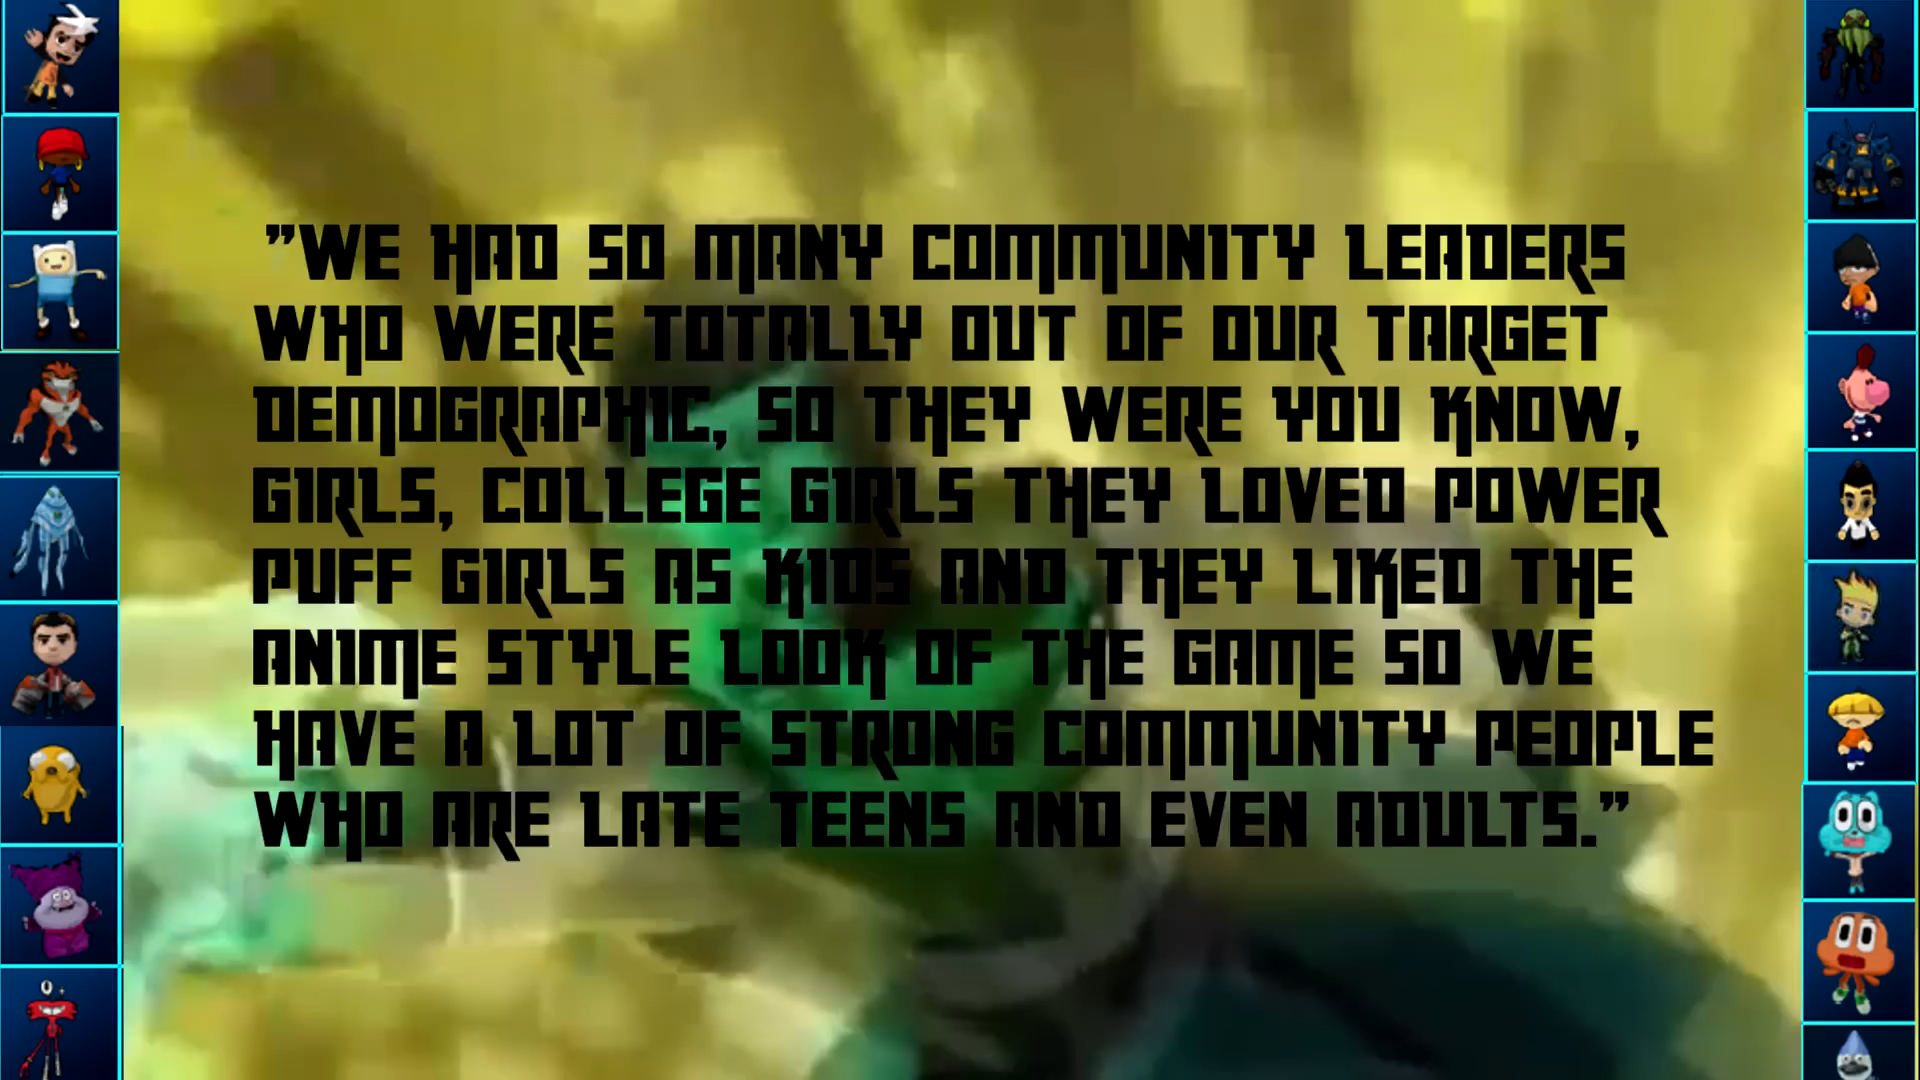 "WE HAD SO MANY COMMUNITY LEADERS
WHO WERE TOTALLY OUT OF OUR TARGET
DEMOGRAPHIC, SO THEY WERE YOU KNOW,
GIRLS, COLLEGE GIRLS THEY LOVED POWER
PUFF GIRLS AS KIDS AND THEY LIKED THE
ANIME STYLE LOOK OF THE GAME SO WE
HAVE A LOT OF STRONG COMMUNITY PEOPLE
WHO ARE LATE TEENS AND EVEN ADULTS."